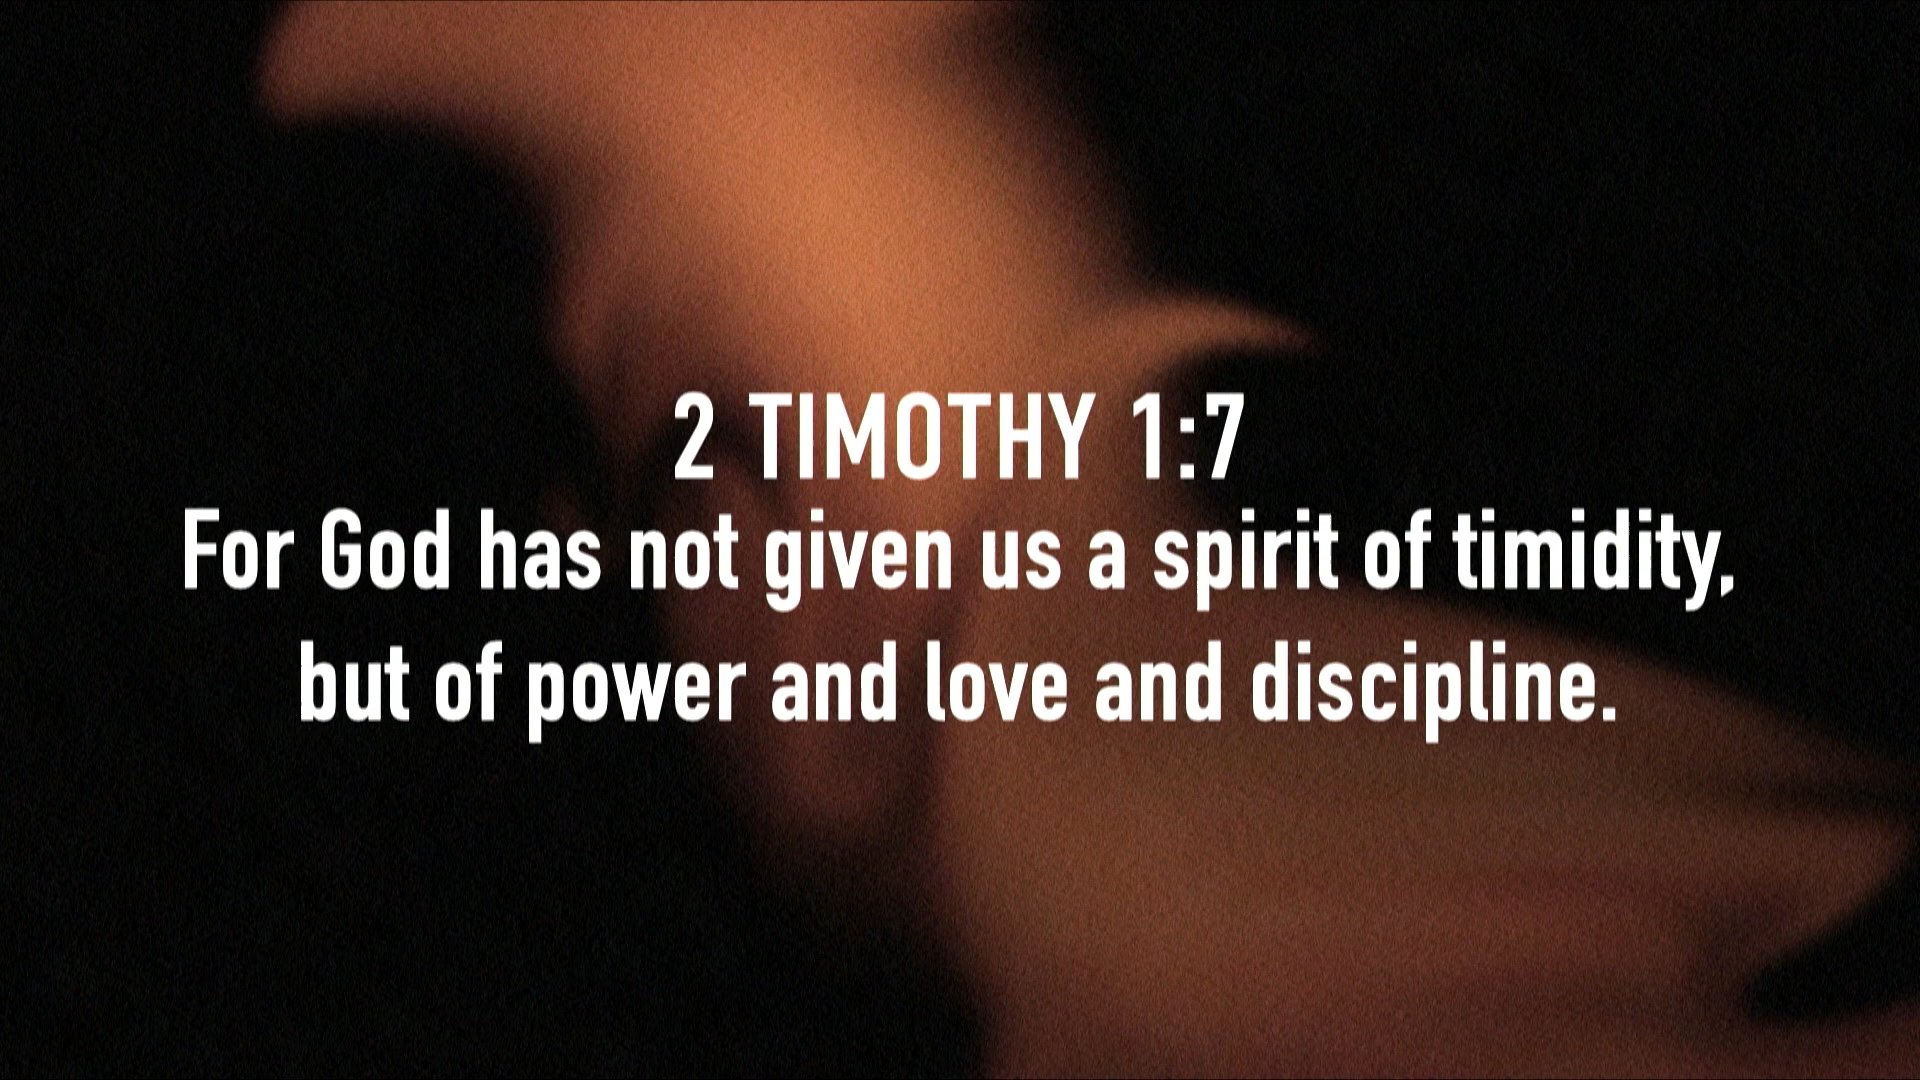 2 TIMOTHY 1:7
For God has not given us a spirit of timidity,
but of power and love and discipline.